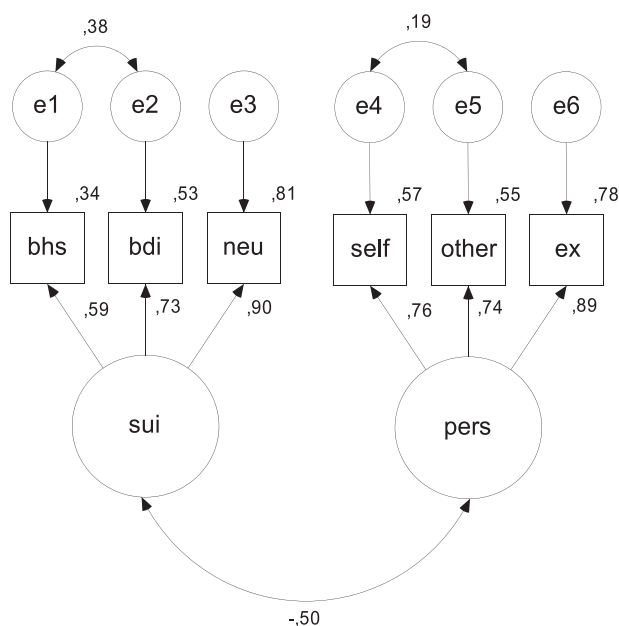 ,38 ,19
e1 e2 e3 e4 e5 e6
,34 ,53 ,81 ,57 ,55 ,78
bhs bdi neu self other ex
,59 ,73 ,90 ,76 ,74 ,89
sui pers
-,50